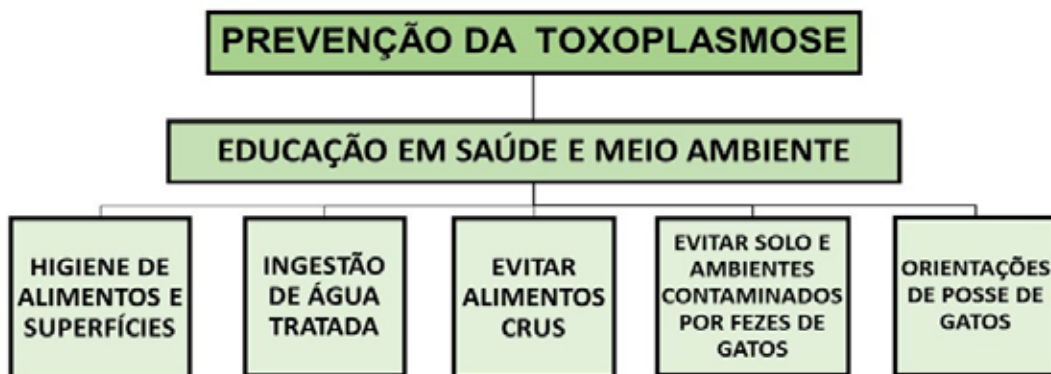 PREVENÇÃO DA TOXOPLASMOSE
EDUCAÇÃO EM SAÚDE E MEIO AMBIENTE
HIGIENE DE
ALIMENTOS E
SUPERFÍCIES
INGESTÃO
DE ÁGUA
TRATADA
EVITAR
ALIMENTOS
CRUS
EVITAR SOLO E
AMBIENTES
CONTAMINADOS
POR FEZES DE
GATOS
ORIENTAÇÕES
DE POSSE DE
GATOS